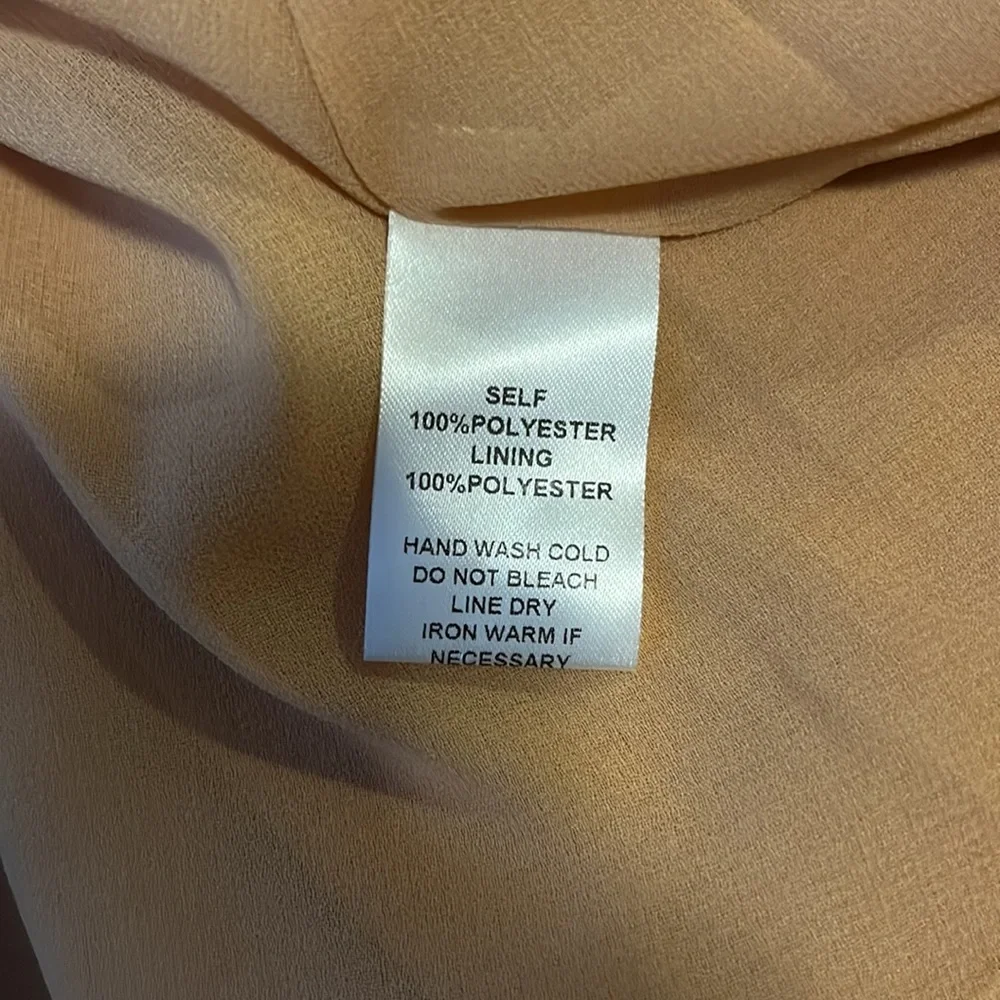 SELF
100%POLYESTER
LINING
100%POLYESTER
HAND WASH COLD
DO NOT BLEACH
LINE DRY
IRON WARM IF
NECESSARY